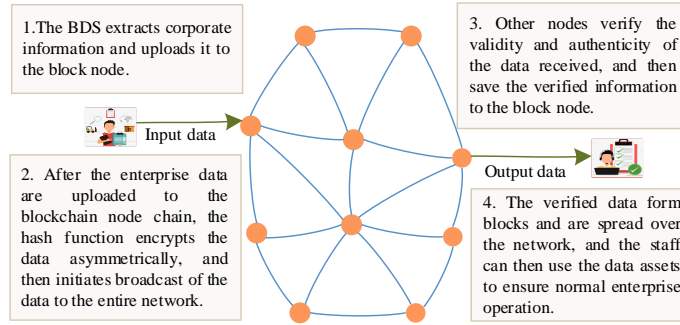 1.The BDS extracts corporate
information and uploads it to
the block node.
Input data
2. After the enterprise data
are uploaded to the
blockchain node chain, the
hash function encrypts the
data asymmetrically, and
then initiates broadcast of the
data to the entire network.
3. Other nodes verify the
validity and authenticity of
the data received, and then
save the verified information
to the block node.
Output data
4. The verified data form
blocks and are spread over
the network, and the staff
can then use the data assets
to ensure normal enterprise
operation.